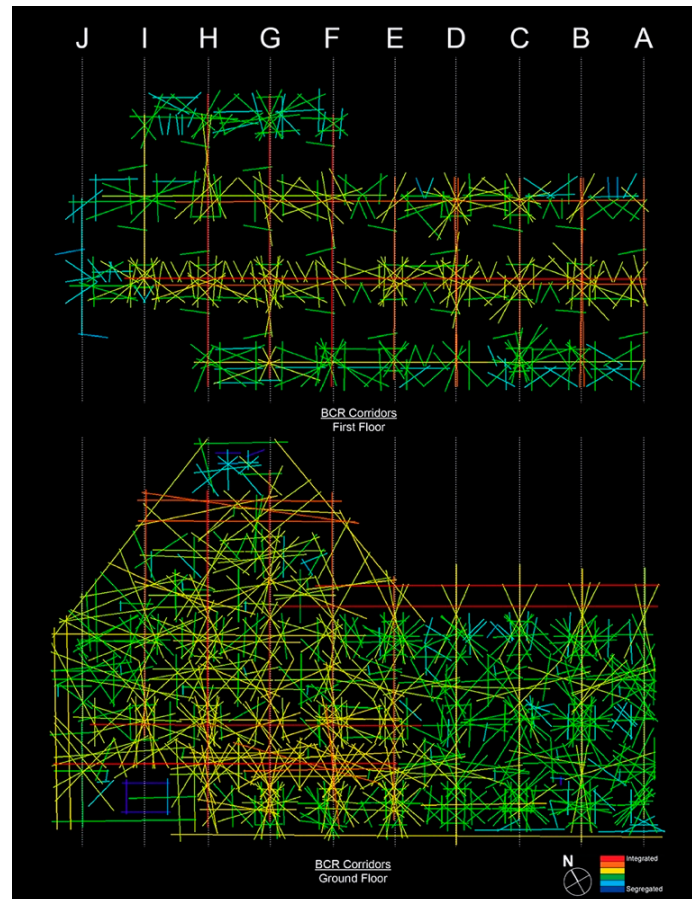 J I H G F E D C B A
BCR Corridors
First Floor
BCR Corridors
Ground Floor
N
Integrated
Segregated